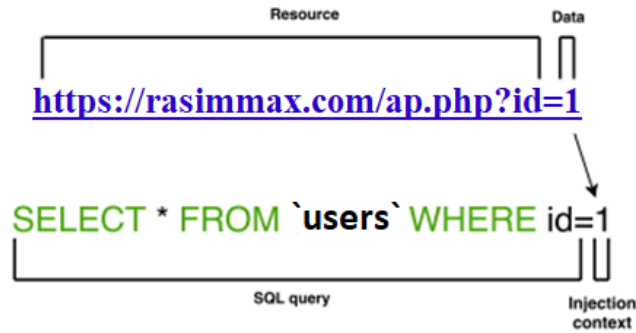 Resource
Data
https://rasimmax.com/ap.php?id=1
SELECT * FROM `users` WHERE id=1
SQL query
Injection
context